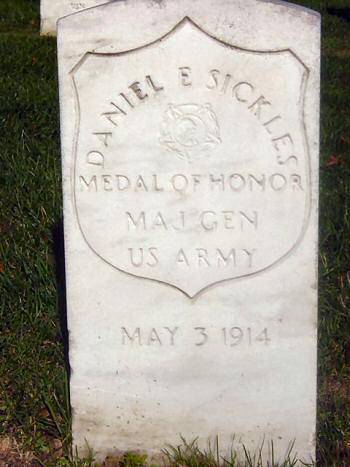 DANIEL E SICKLES
MEDAL OF HONOR
MAJ GEN
US ARMY
MAY 3 1914